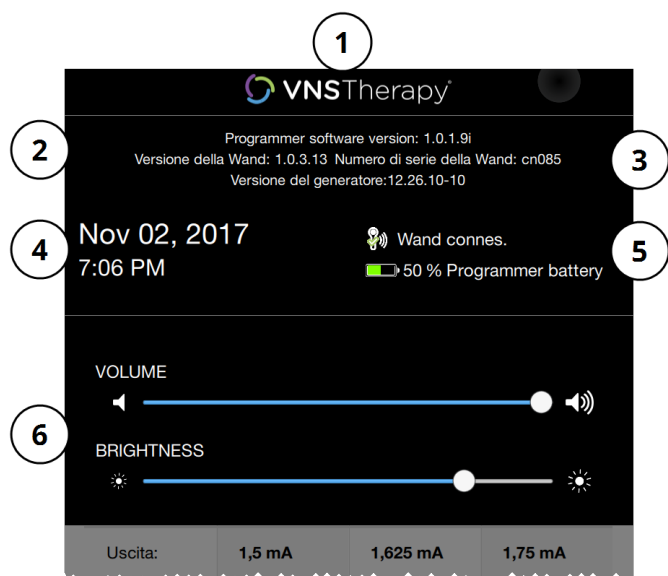 1
VNSTherapy
2
Programmer software version: 1.0.1.9i
Versione della Wand: 1.0.3.13 Numero di serie della Wand: cn085
Versione del generatore:12.26.10-10
3
4
Nov 02, 2017
7:06 PM
Wand connes.
50 % Programmer battery
5
VOLUME
6
BRIGHTNESS
Uscita: 1,5 mA 1,625 mA 1,75 mA